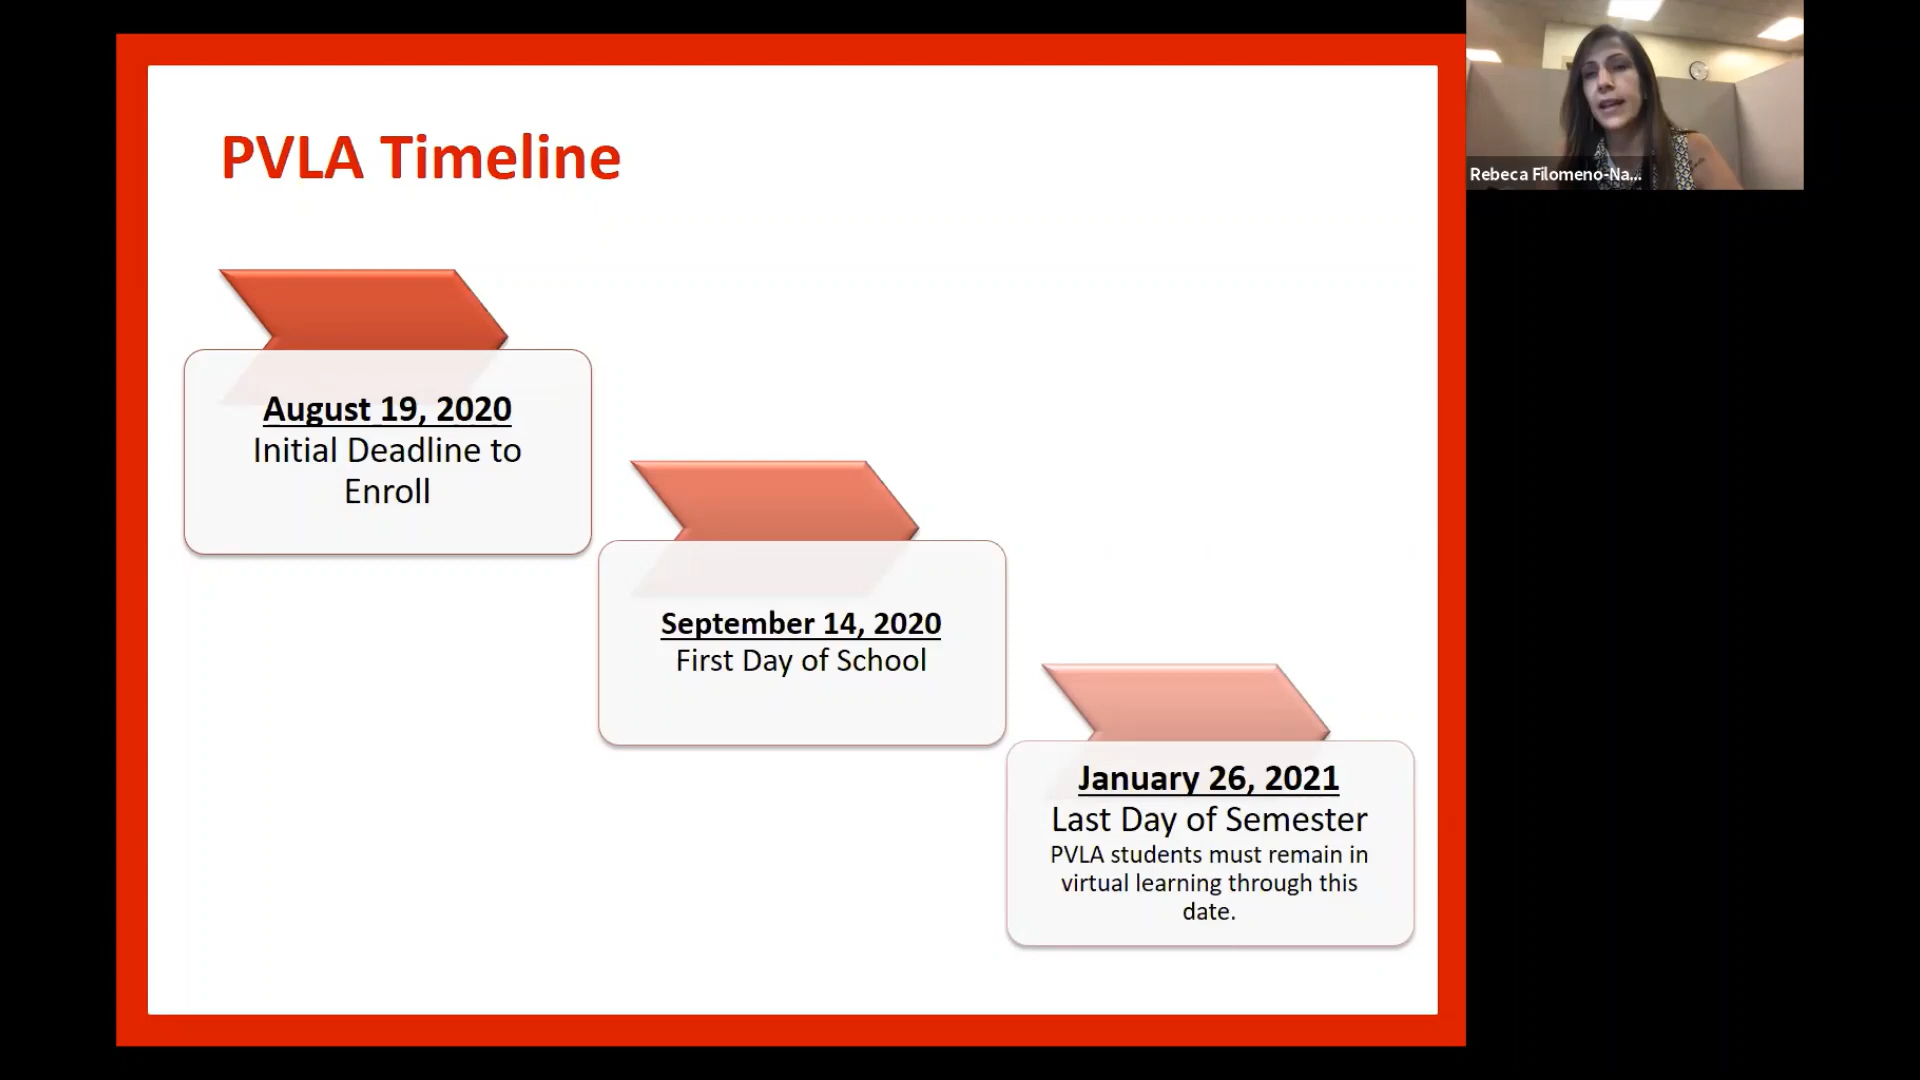 PVLA Timeline
Rebeca Filomeno-Na...
August 19, 2020
Initial Deadline to
Enroll
September 14, 2020
First Day of School
January 26, 2021
Last Day of Semester
PVLA students must remain in
virtual learning through this
date.